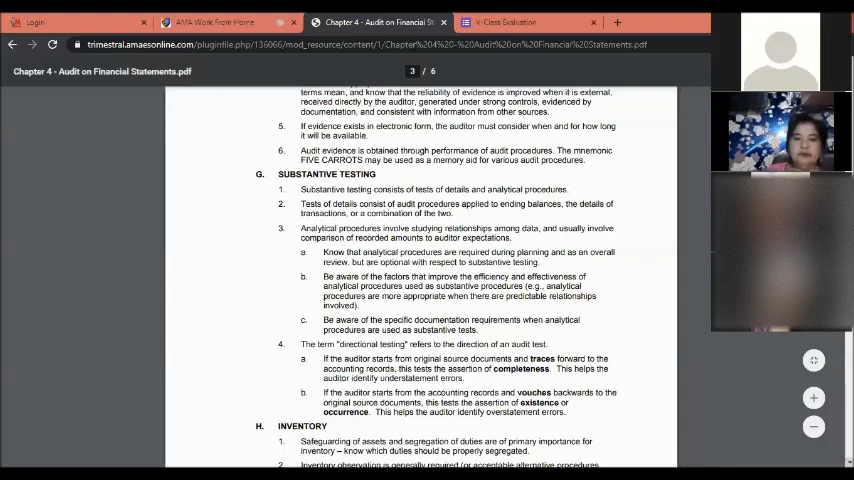 Login
AMA Work From Home
Chapter 4 - Audit on Financial St
V-Class Evaluation
trimestral.amaesonline.com/pluginfile.php/136066/mod_resource/content/1/Chapter%204%20-%20Audit%20on%20Financial%20Statements.pdf
Chapter 4 - Audit on Financial Statements.pdf
3 / 6
terms mean, and know that the reliability of evidence is improved when it is external,
received directly by the auditor, generated under strong controls, evidenced by
documentation, and consistent with information from other sources.
5. If evidence exists in electronic form, the auditor must consider when and for how long
it will be available.
6. Audit evidence is obtained through performance of audit procedures. The mnemonic
FIVE CARROTS may be used as a memory aid for various audit procedures.
G. SUBSTANTIVE TESTING
1. Substantive testing consists of tests of details and analytical procedures.
2. Tests of details consist of audit procedures applied to ending balances, the details of
transactions, or a combination of the two.
3. Analytical procedures involve studying relationships among data, and usually involve
comparison of recorded amounts to auditor expectations.
a. Know that analytical procedures are required during planning and as an overall
review, but are optional with respect to substantive testing.
b. Be aware of the factors that improve the efficiency and effectiveness of
analytical procedures used as substantive procedures (e.g., analytical
procedures are more appropriate when there are predictable relationships
involved).
c. Be aware of the specific documentation requirements when analytical
procedures are used as substantive tests.
4. The term "directional testing" refers to the direction of an audit test.
a. If the auditor starts from original source documents and traces forward to the
accounting records, this tests the assertion of completeness. This helps the
auditor identify understatement errors.
b. If the auditor starts from the accounting records and vouches backwards to the
original source documents, this tests the assertion of existence or
occurrence. This helps the auditor identify overstatement errors.
H. INVENTORY
1. Safeguarding of assets and segregation of duties are of primary importance for
inventory – know which duties should be properly segregated.
2. Inventory observation is generally required (or acceptable alternative procedures